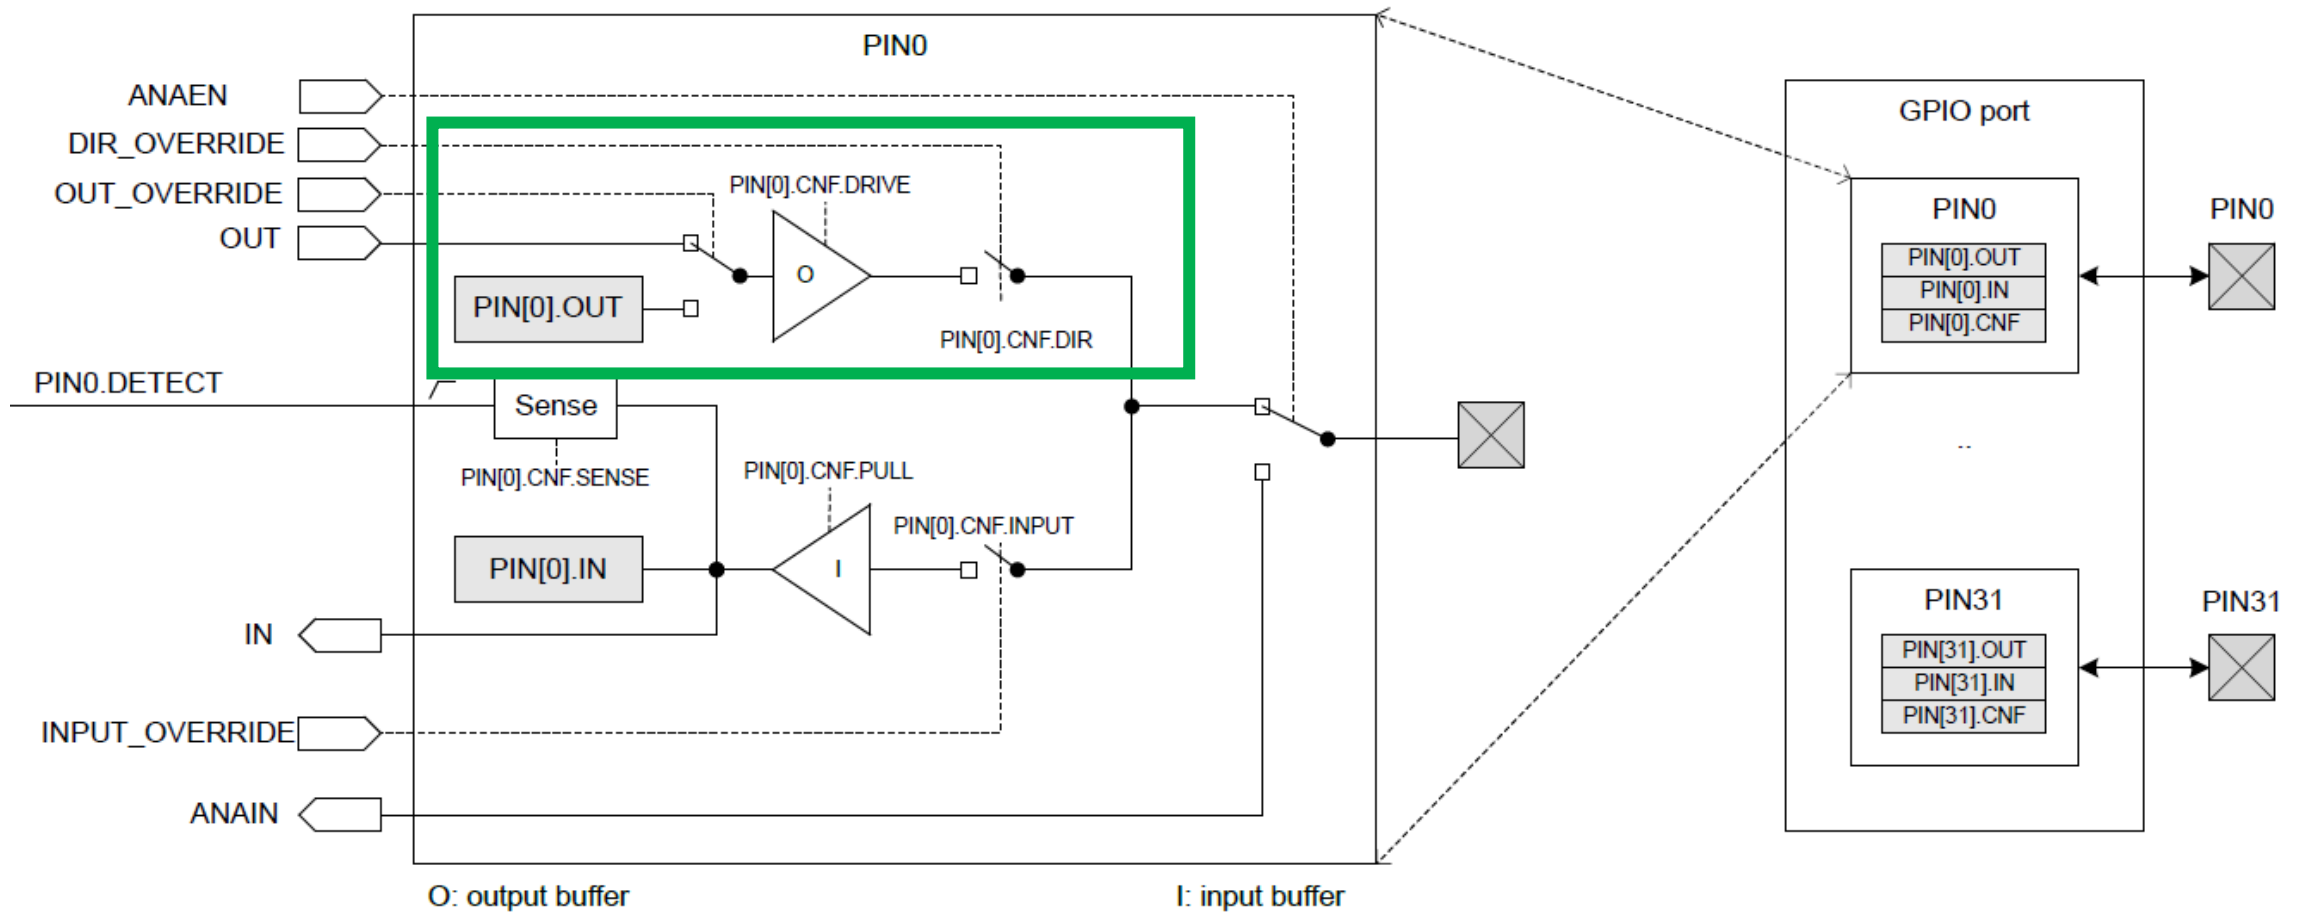 PIN0
ANAEN
DIR_OVERRIDE
OUT_OVERRIDE
OUT
PIN[0].CNF.DRIVE
O
PIN[0].OUT
PIN[0].CNF.DIR
PIN0.DETECT
Sense
PIN[0].CNF.SENSE
PIN[0].CNF.PULL
PIN[0].CNF.INPUT
PIN[0].IN
I
IN
INPUT_OVERRIDE
ANAIN
O: output buffer
I: input buffer
GPIO port
PIN0
PIN[0].OUT
PIN[0].IN
PIN[0].CNF
PIN0
..
PIN31
PIN[31].OUT
PIN[31].IN
PIN[31].CNF
PIN31